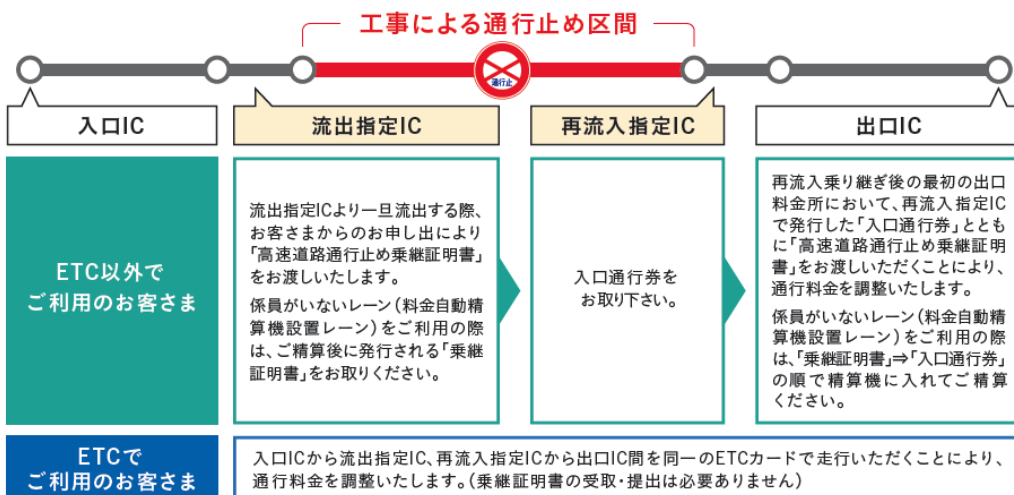 工事による通行止め区間
通行止
入口IC
流出指定IC
再流入指定IC
出口IC
ETC以外で
ご利用のお客さま
流出指定ICより一旦流出する際、
お客さまからのお申し出により
「高速道路通行止め乗継証明書」
をお渡しいたします。
係員がいないレーン(料金自動精
算機設置レーン)をご利用の際
は、ご精算後に発行される「乗継
証明書」をお取りください。
入口通行券を
お取り下さい。
再流入乗り継ぎ後の最初の出口
料金所において、再流入指定IC
で発行した「入口通行券」ととも
に「高速道路通行止め乗継証明
書」をお渡しいただくことにより、
通行料金を調整いたします。
係員がいないレーン(料金自動精
算機設置レーン)をご利用の際
は、「乗継証明書」⇒「入口通行券」
の順で精算機に入れてご精算
ください。
ETCで
ご利用のお客さま
入口ICから流出指定IC、再流入指定ICから出口IC間を同一のETCカードで走行いただくことにより、
通行料金を調整いたします。(乗継証明書の受取・提出は必要ありません)